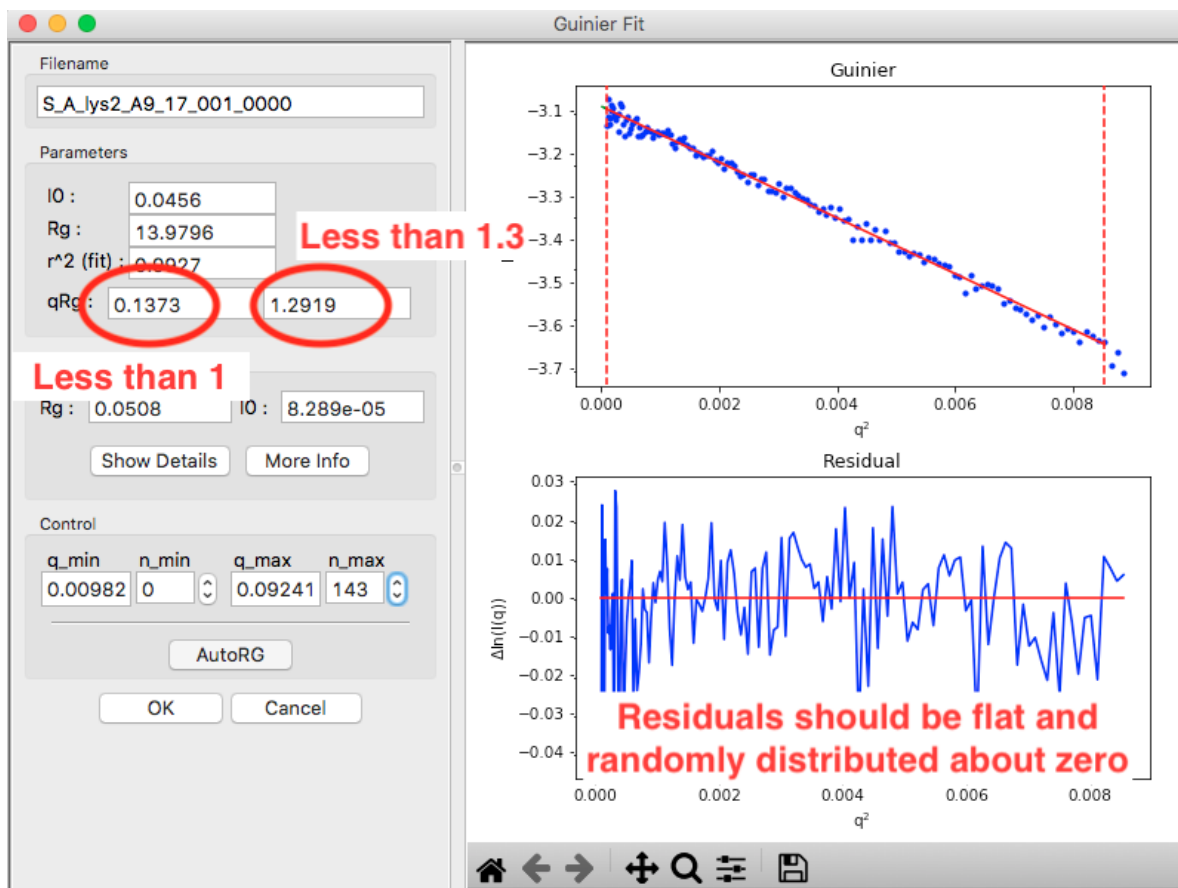 Guinier Fit
Filename
S_A_lys2_A9_17_001_0000
Parameters
I0 :
0.0456
Rg :
13.9796
Less than 1.3
r^2 (fit) :
0.9927
qRg :
0.1373
1.2919
Less than 1
Rg :
0.0508
I0 :
8.289e-05
Show Details
More Info
Control
q_min
n_min
q_max
n_max
0.00982
0
0.09241
143
AutoRG
OK
Cancel
Guinier
−3.1
−3.2
−3.3
−3.4
−3.5
−3.6
−3.7
0.000
0.002
0.004
0.006
0.008
q²
Residual
0.03
0.02
0.01
0.00
−0.01
−0.02
−0.03
−0.04
Δln(I(q))
Residuals should be flat and
randomly distributed about zero
0.000
0.002
0.004
0.006
0.008
q²